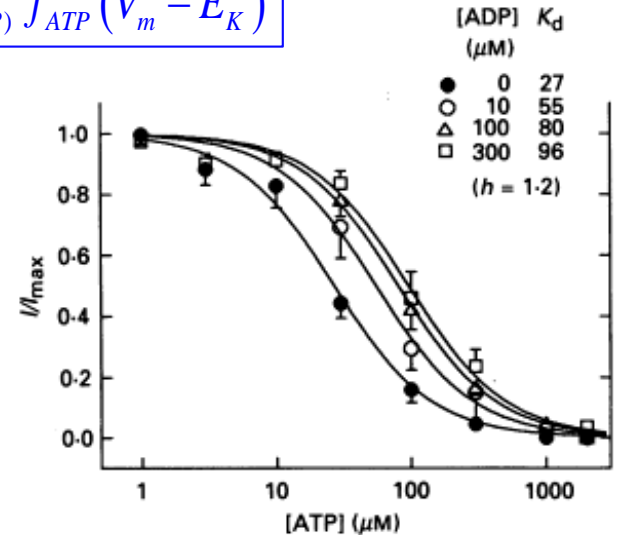 P) f_ATP (V_m − E_K)
[ADP] K_d
(μM)
● 0 27
○ 10 55
△ 100 80
□ 300 96
(h = 1·2)
1·0
0·8
0·6
0·4
0·2
0·0
I/I_max
1 10 100 1000
[ATP] (μM)